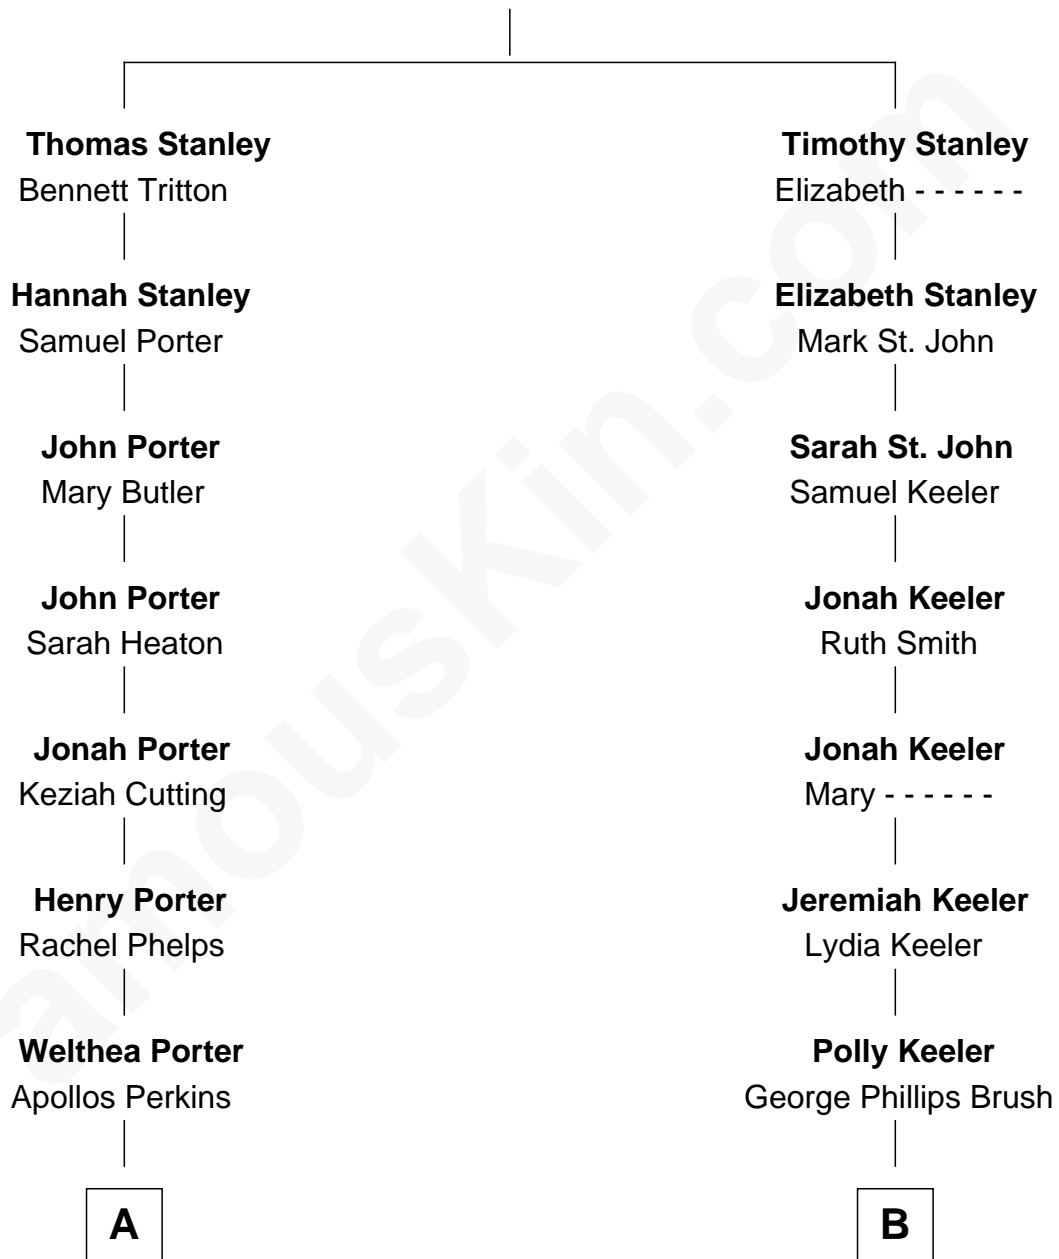 Thomas Stanley
Bennett Tritton
Hannah Stanley
Samuel Porter
John Porter
Mary Butler
John Porter
Sarah Heaton
Jonah Porter
Keziah Cutting
Henry Porter
Rachel Phelps
Welthea Porter
Apollos Perkins
A
Timothy Stanley
Elizabeth - - - - - -
Elizabeth Stanley
Mark St. John
Sarah St. John
Samuel Keeler
Jonah Keeler
Ruth Smith
Jonah Keeler
Mary - - - - - -
Jeremiah Keeler
Lydia Keeler
Polly Keeler
George Phillips Brush
B
amouskin.com